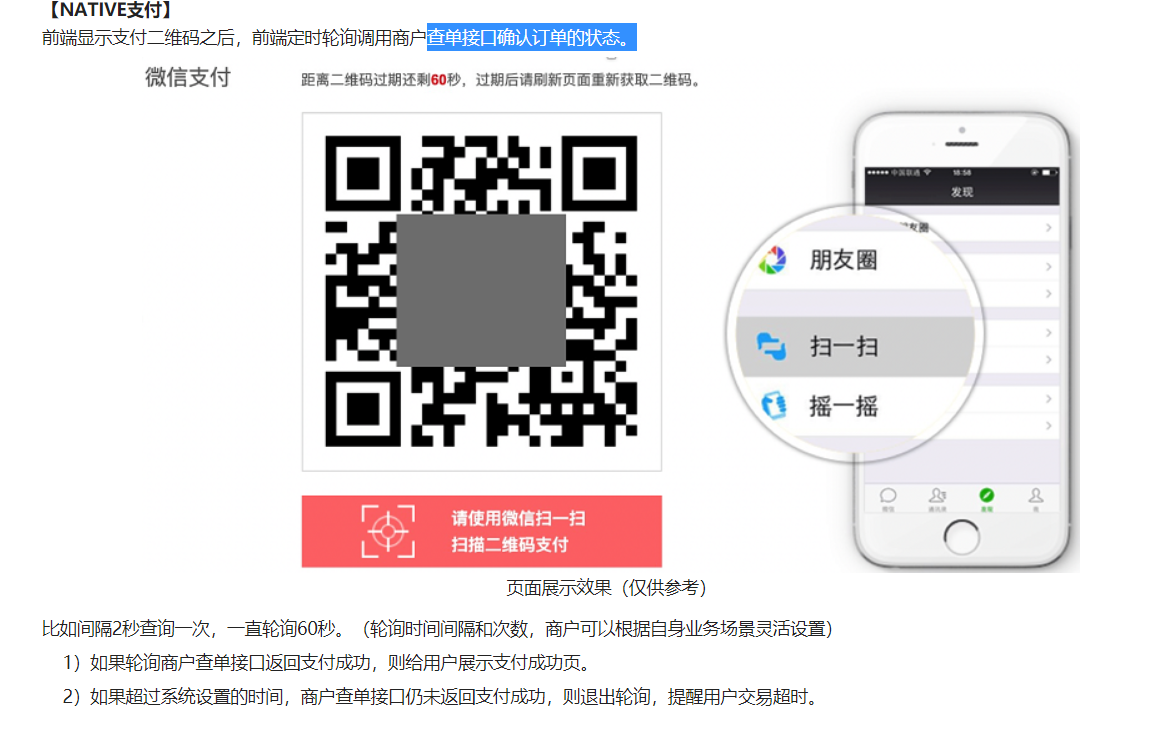 【NATIVE支付】
前端显示支付二维码之后，前端定时轮询调用商户查单接口确认订单的状态。
微信支付
距离二维码过期还剩60秒，过期后请刷新页面重新获取二维码。
中国联通
18:58
发现
朋友圈
扫一扫
摇一摇
请使用微信扫一扫
扫描二维码支付
页面展示效果（仅供参考）
比如间隔2秒查询一次，一直轮询60秒。（轮询时间间隔和次数，商户可以根据自身业务场景灵活设置）
1）如果轮询商户查单接口返回支付成功，则给用户展示支付成功页。
2）如果超过系统设置的时间，商户查单接口仍未返回支付成功，则退出轮询，提醒用户交易超时。